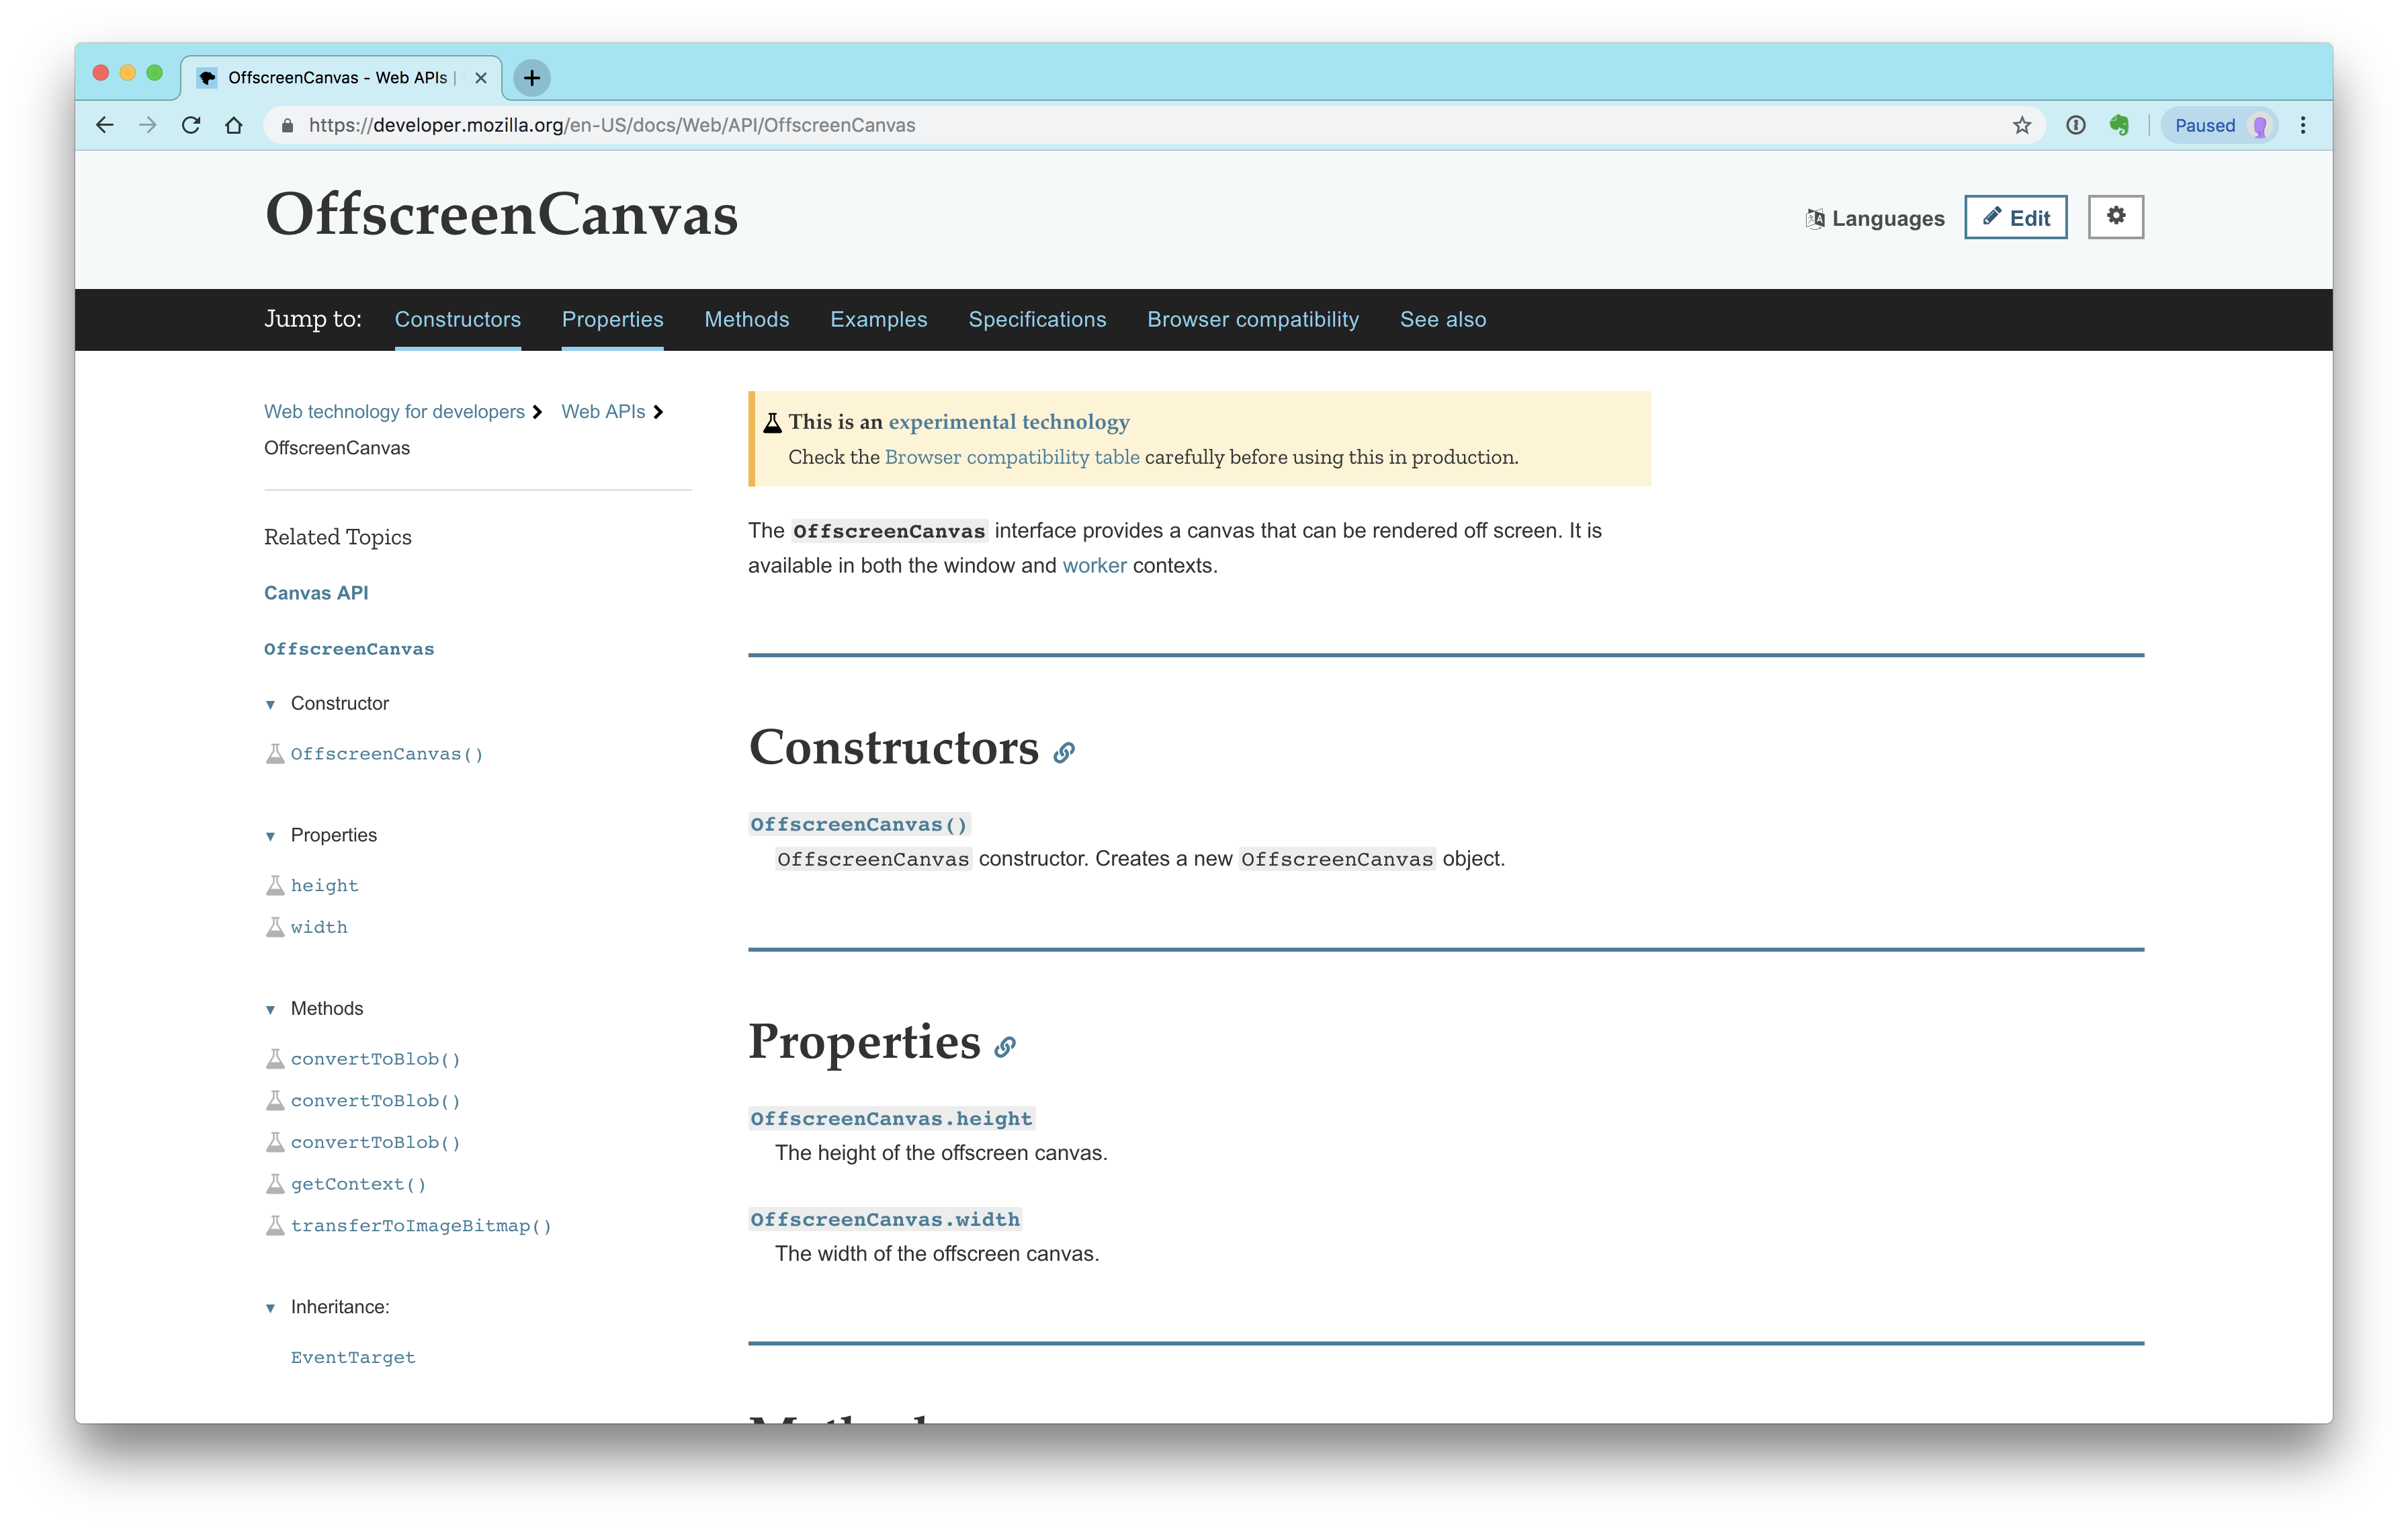 OffscreenCanvas - Web APIs |
https://developer.mozilla.org/en-US/docs/Web/API/OffscreenCanvas
Paused
OffscreenCanvas
Languages
Edit
Jump to: Constructors Properties Methods Examples Specifications Browser compatibility See also
Web technology for developers Web APIs
OffscreenCanvas
Related Topics
Canvas API
OffscreenCanvas
Constructor
OffscreenCanvas()
Properties
height
width
Methods
convertToBlob()
convertToBlob()
convertToBlob()
getContext()
transferToImageBitmap()
Inheritance:
EventTarget
This is an experimental technology
Check the Browser compatibility table carefully before using this in production.
The OffscreenCanvas interface provides a canvas that can be rendered off screen. It is
available in both the window and worker contexts.
Constructors
OffscreenCanvas()
OffscreenCanvas constructor. Creates a new OffscreenCanvas object.
Properties
OffscreenCanvas.height
The height of the offscreen canvas.
OffscreenCanvas.width
The width of the offscreen canvas.